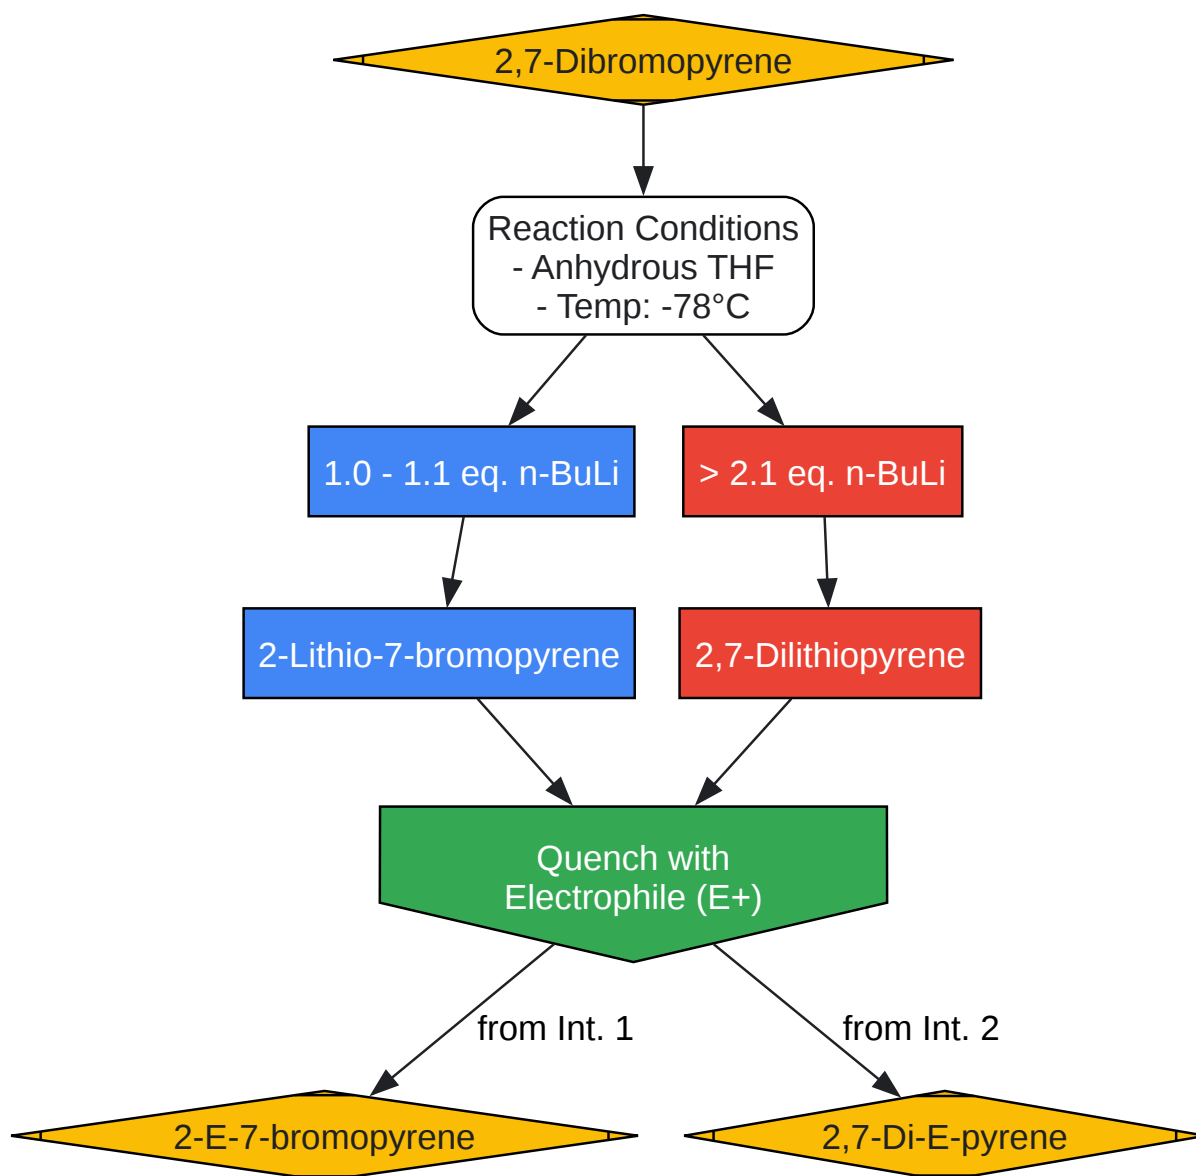 2,7-Dibromopyrene
Reaction Conditions
- Anhydrous THF
- Temp: -78°C
1.0 - 1.1 eq. n-BuLi
> 2.1 eq. n-BuLi
2-Lithio-7-bromopyrene
2,7-Dilithiopyrene
Quench with
Electrophile (E+)
from Int. 1
from Int. 2
2-E-7-bromopyrene
2,7-Di-E-pyrene